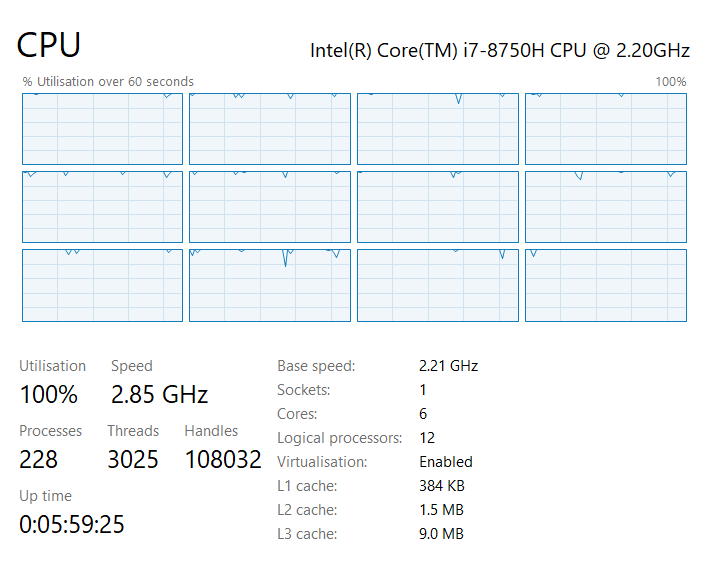 CPU
Intel(R) Core(TM) i7-8750H CPU @ 2.20GHz
% Utilisation over 60 seconds
100%
Utilisation Speed
100% 2.85 GHz
Processes Threads Handles
228 3025 108032
Up time
0:05:59:25
Base speed: 2.21 GHz
Sockets: 1
Cores: 6
Logical processors: 12
Virtualisation: Enabled
L1 cache: 384 KB
L2 cache: 1.5 MB
L3 cache: 9.0 MB